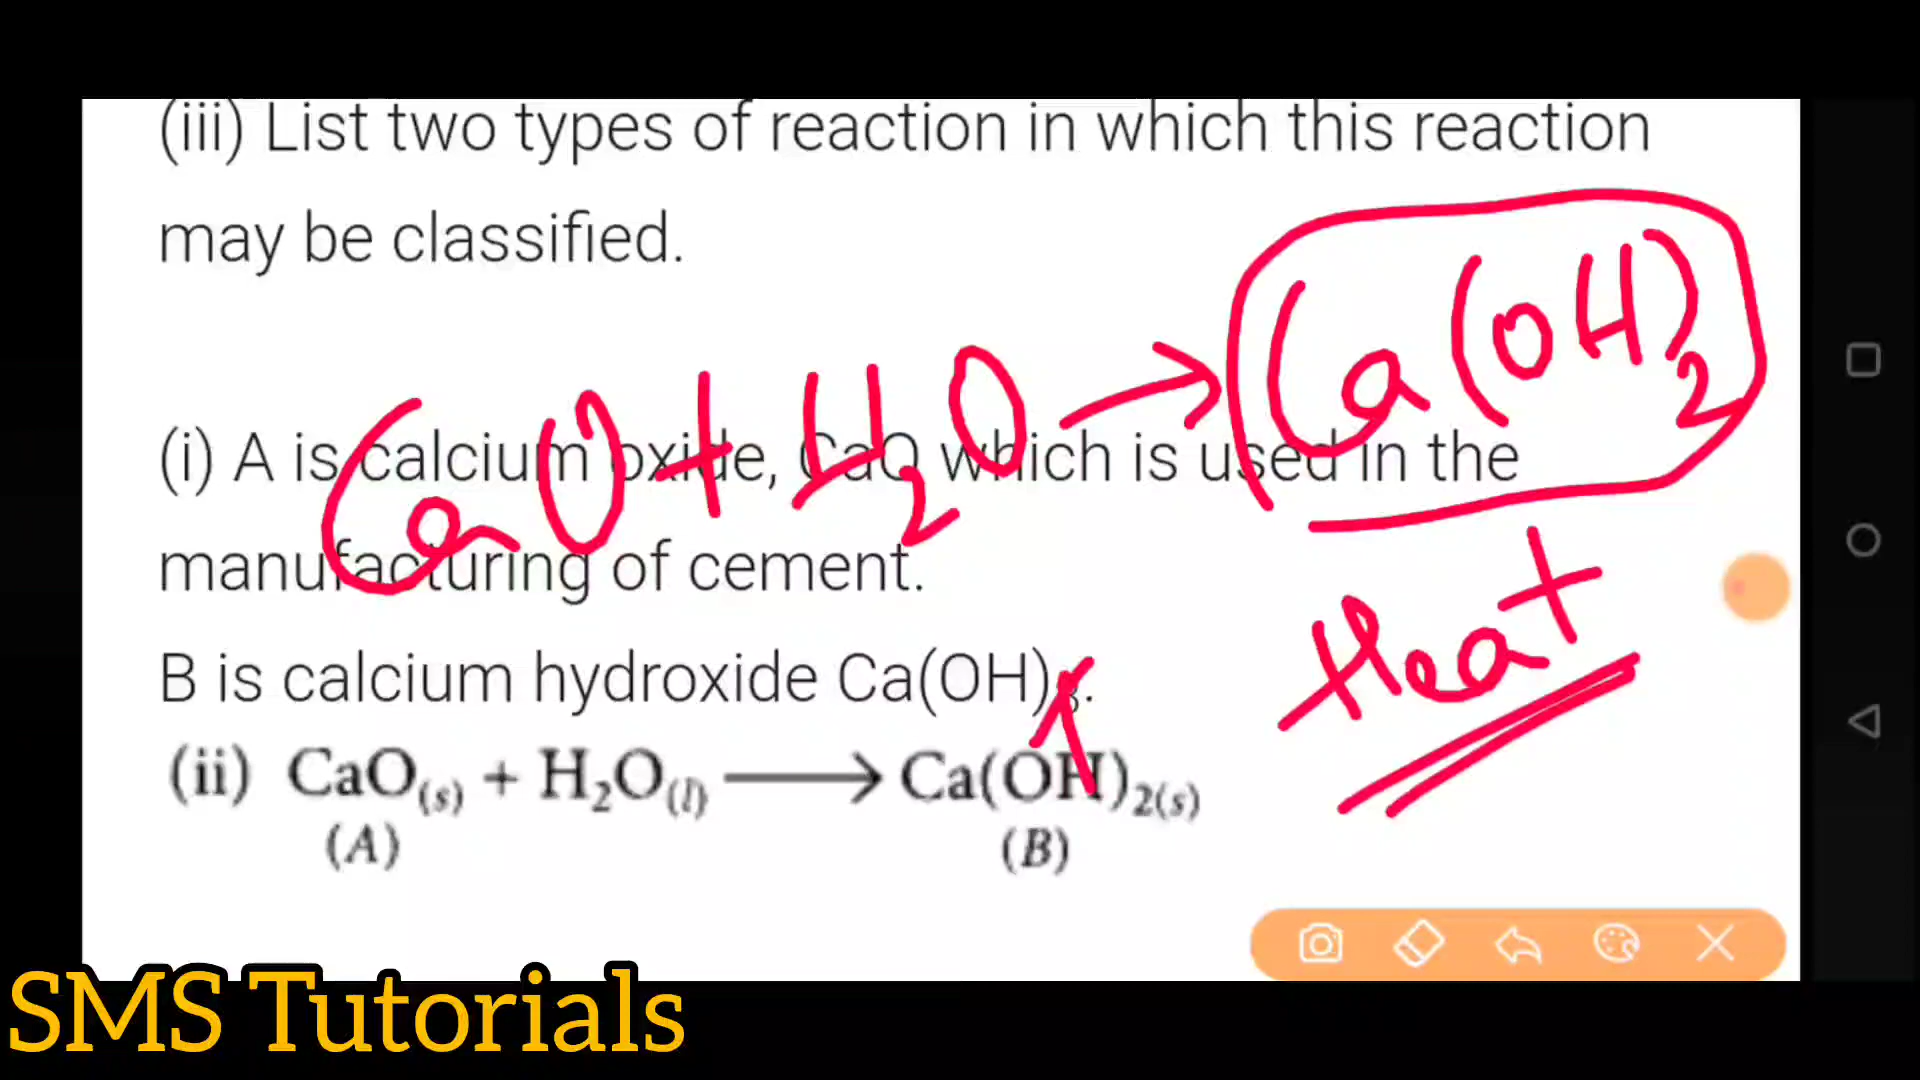 (iii) List two types of reaction in which this reaction
may be classified.
CaO + H₂O → Ca(OH)₂
(i) A is calcium oxide, CaO which is used in the
manufacturing of cement.
Heat
B is calcium hydroxide Ca(OH)₃.
(ii) CaO(s) + H₂O(l) ⟶ Ca(OH)₂(s)
(A) (B)
SMS Tutorials